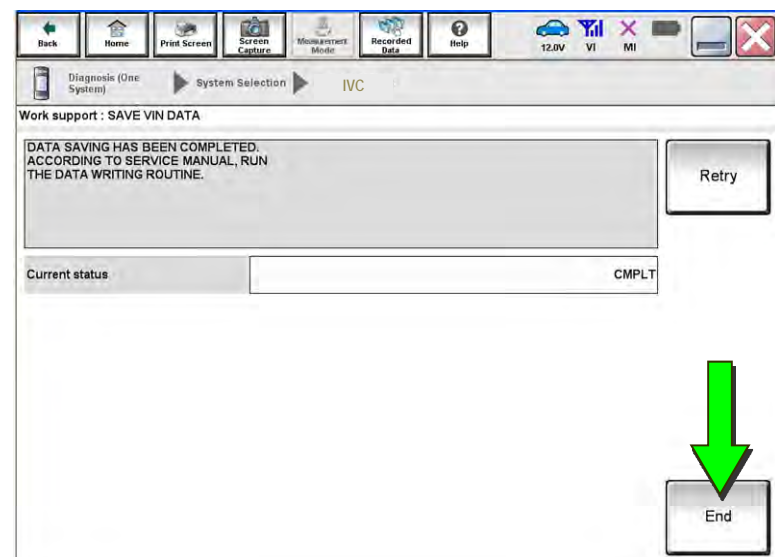 Back
Home
Print Screen
Screen
Capture
Measurement
Mode
Recorded
Data
Help
12.0V
VI
MI
Diagnosis (One
System)
System Selection
IVC
Work support : SAVE VIN DATA
DATA SAVING HAS BEEN COMPLETED.
ACCORDING TO SERVICE MANUAL, RUN
THE DATA WRITING ROUTINE.
Retry
Current status
CMPLT
End